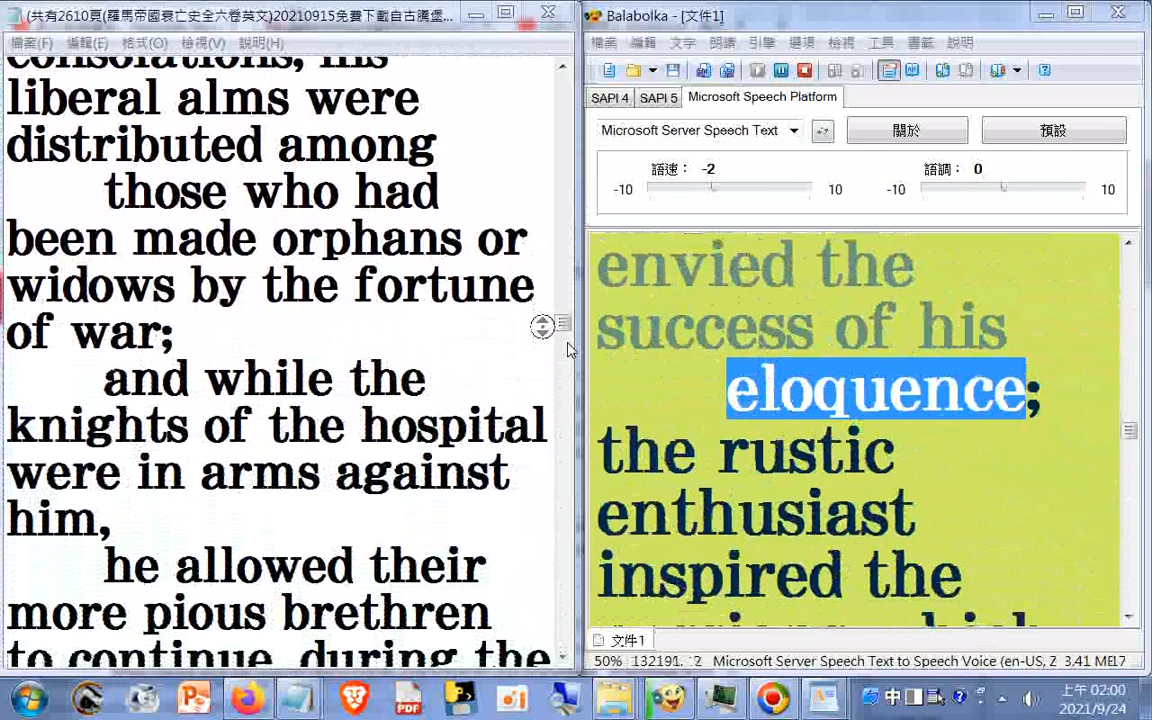 (共有2610頁(羅馬帝國衰亡史全六卷英文)20210915免費下載自古騰堡...
檔案(F) 編輯(E) 格式(O) 檢視(V) 說明(H)
consolations, his
liberal alms were
distributed among
those who had
been made orphans or
widows by the fortune
of war;
and while the
knights of the hospital
were in arms against
him,
he allowed their
more pious brethren
to continue, during the
Balabolka - [文件1]
檔案 編輯 文字 朗讀 引擎 選項 檢視 工具 書籤 說明
SAPI 4 SAPI 5 Microsoft Speech Platform
Microsoft Server Speech Text 關於 預設
語速： -2 語調： 0
-10 10 -10 10
envied the
success of his
eloquence;
the rustic
enthusiast
inspired the
文件1
50% Microsoft Server Speech Text to Speech Voice (en-US, Z
中
上午 02:00
2021/9/24